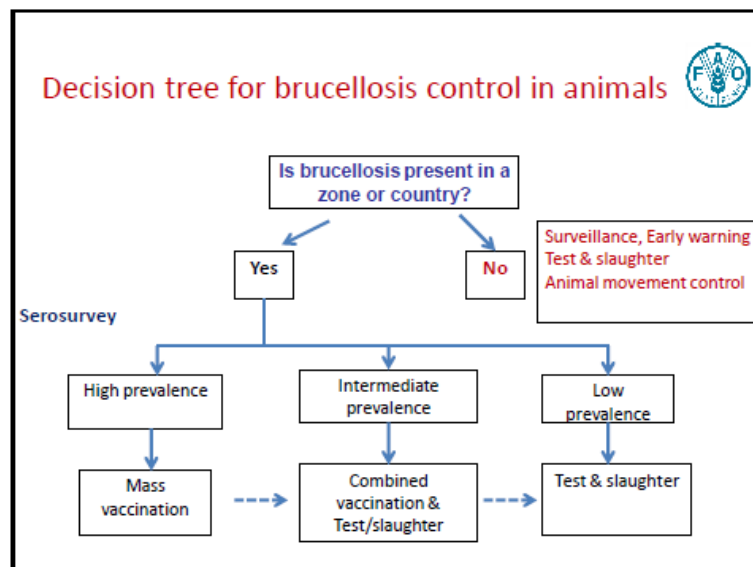 Decision tree for brucellosis control in animals
F A O
Is brucellosis present in a
zone or country?
Yes
No
Surveillance, Early warning
Test & slaughter
Animal movement control
Serosurvey
High prevalence
Intermediate
prevalence
Low
prevalence
Mass
vaccination
Combined
vaccination &
Test/slaughter
Test & slaughter